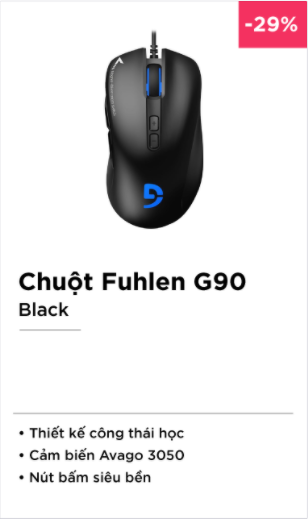 -29%
Chuột Fuhlen G90
Black
• Thiết kế công thái học
• Cảm biến Avago 3050
• Nút bấm siêu bền